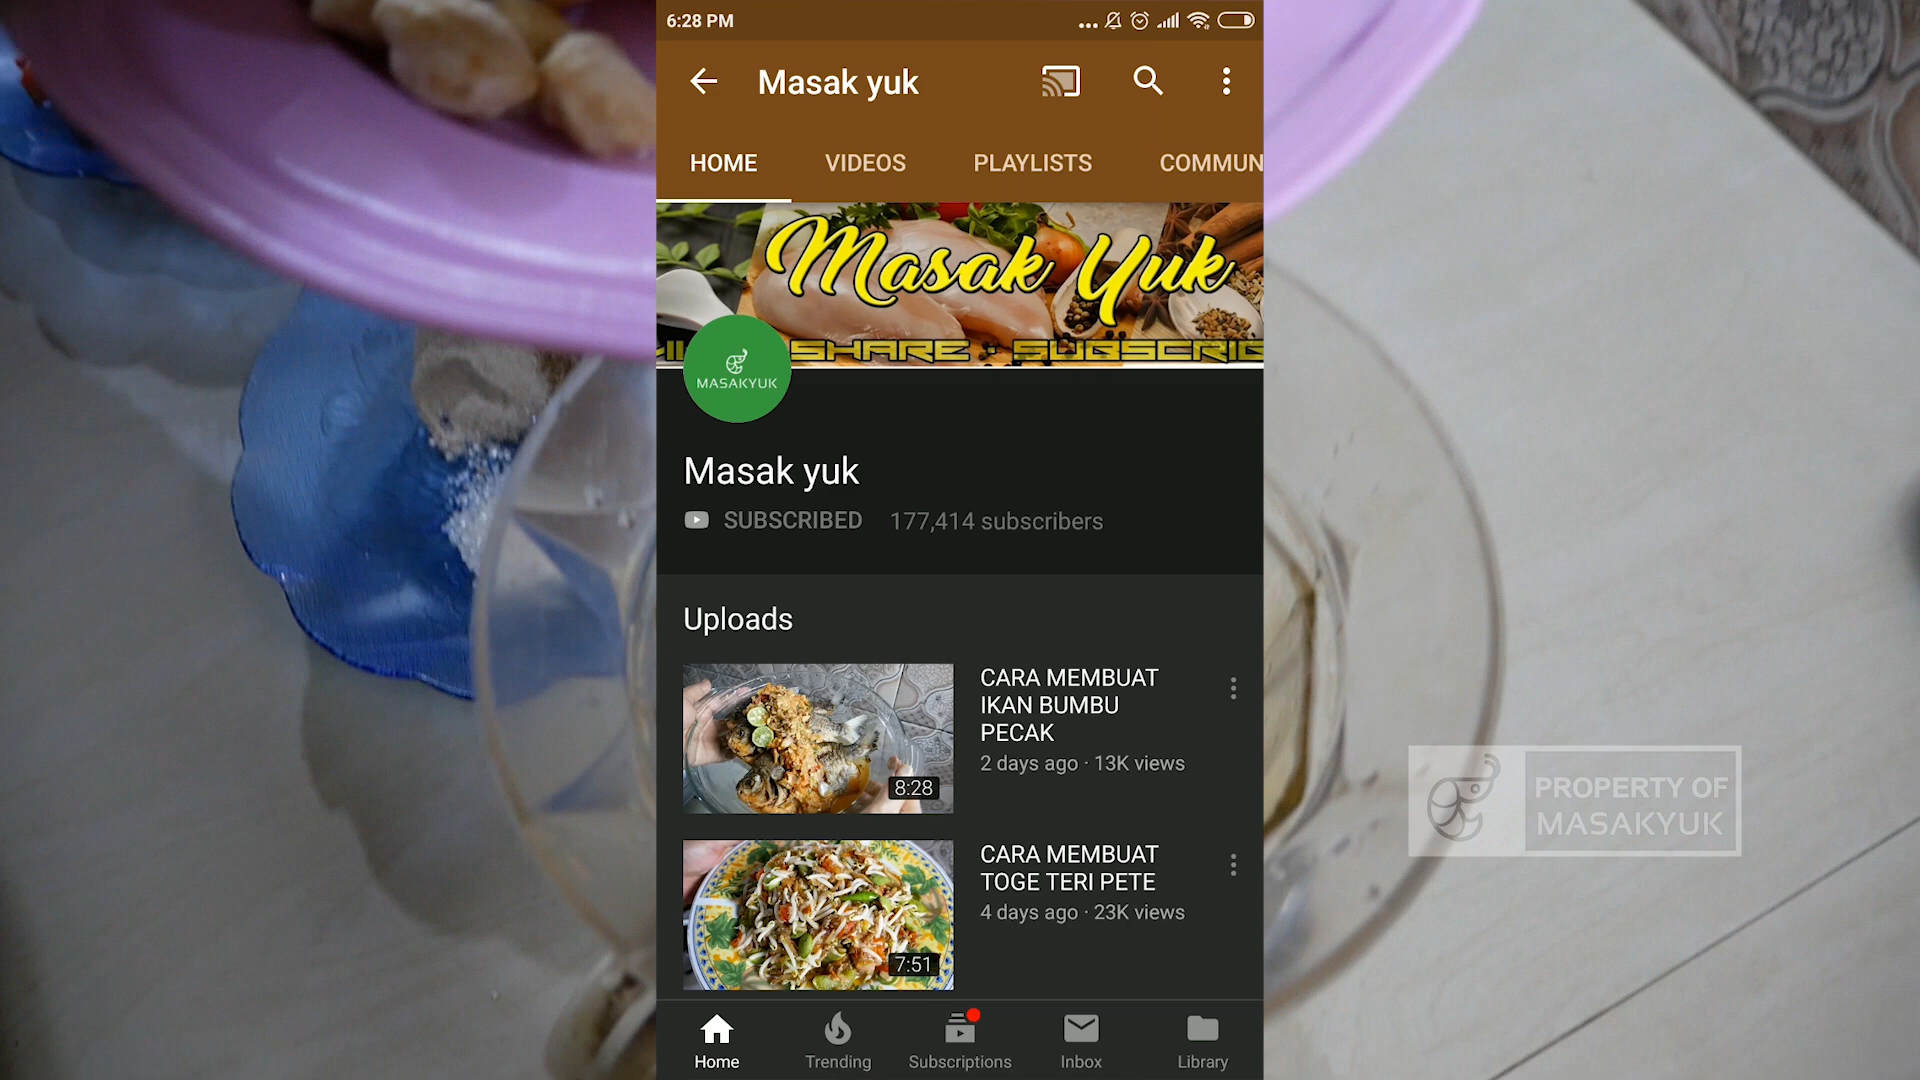 6:28 PM
Masak yuk
HOME VIDEOS PLAYLISTS COMMUN
Masak Yuk
SHARE · SUBSCRIB
MASAKYUK
Masak yuk
SUBSCRIBED 177,414 subscribers
Uploads
CARA MEMBUAT
IKAN BUMBU
PECAK
2 days ago · 13K views
8:28
CARA MEMBUAT
TOGE TERI PETE
4 days ago · 23K views
7:51
Home Trending Subscriptions Inbox Library
PROPERTY OF
MASAKYUK